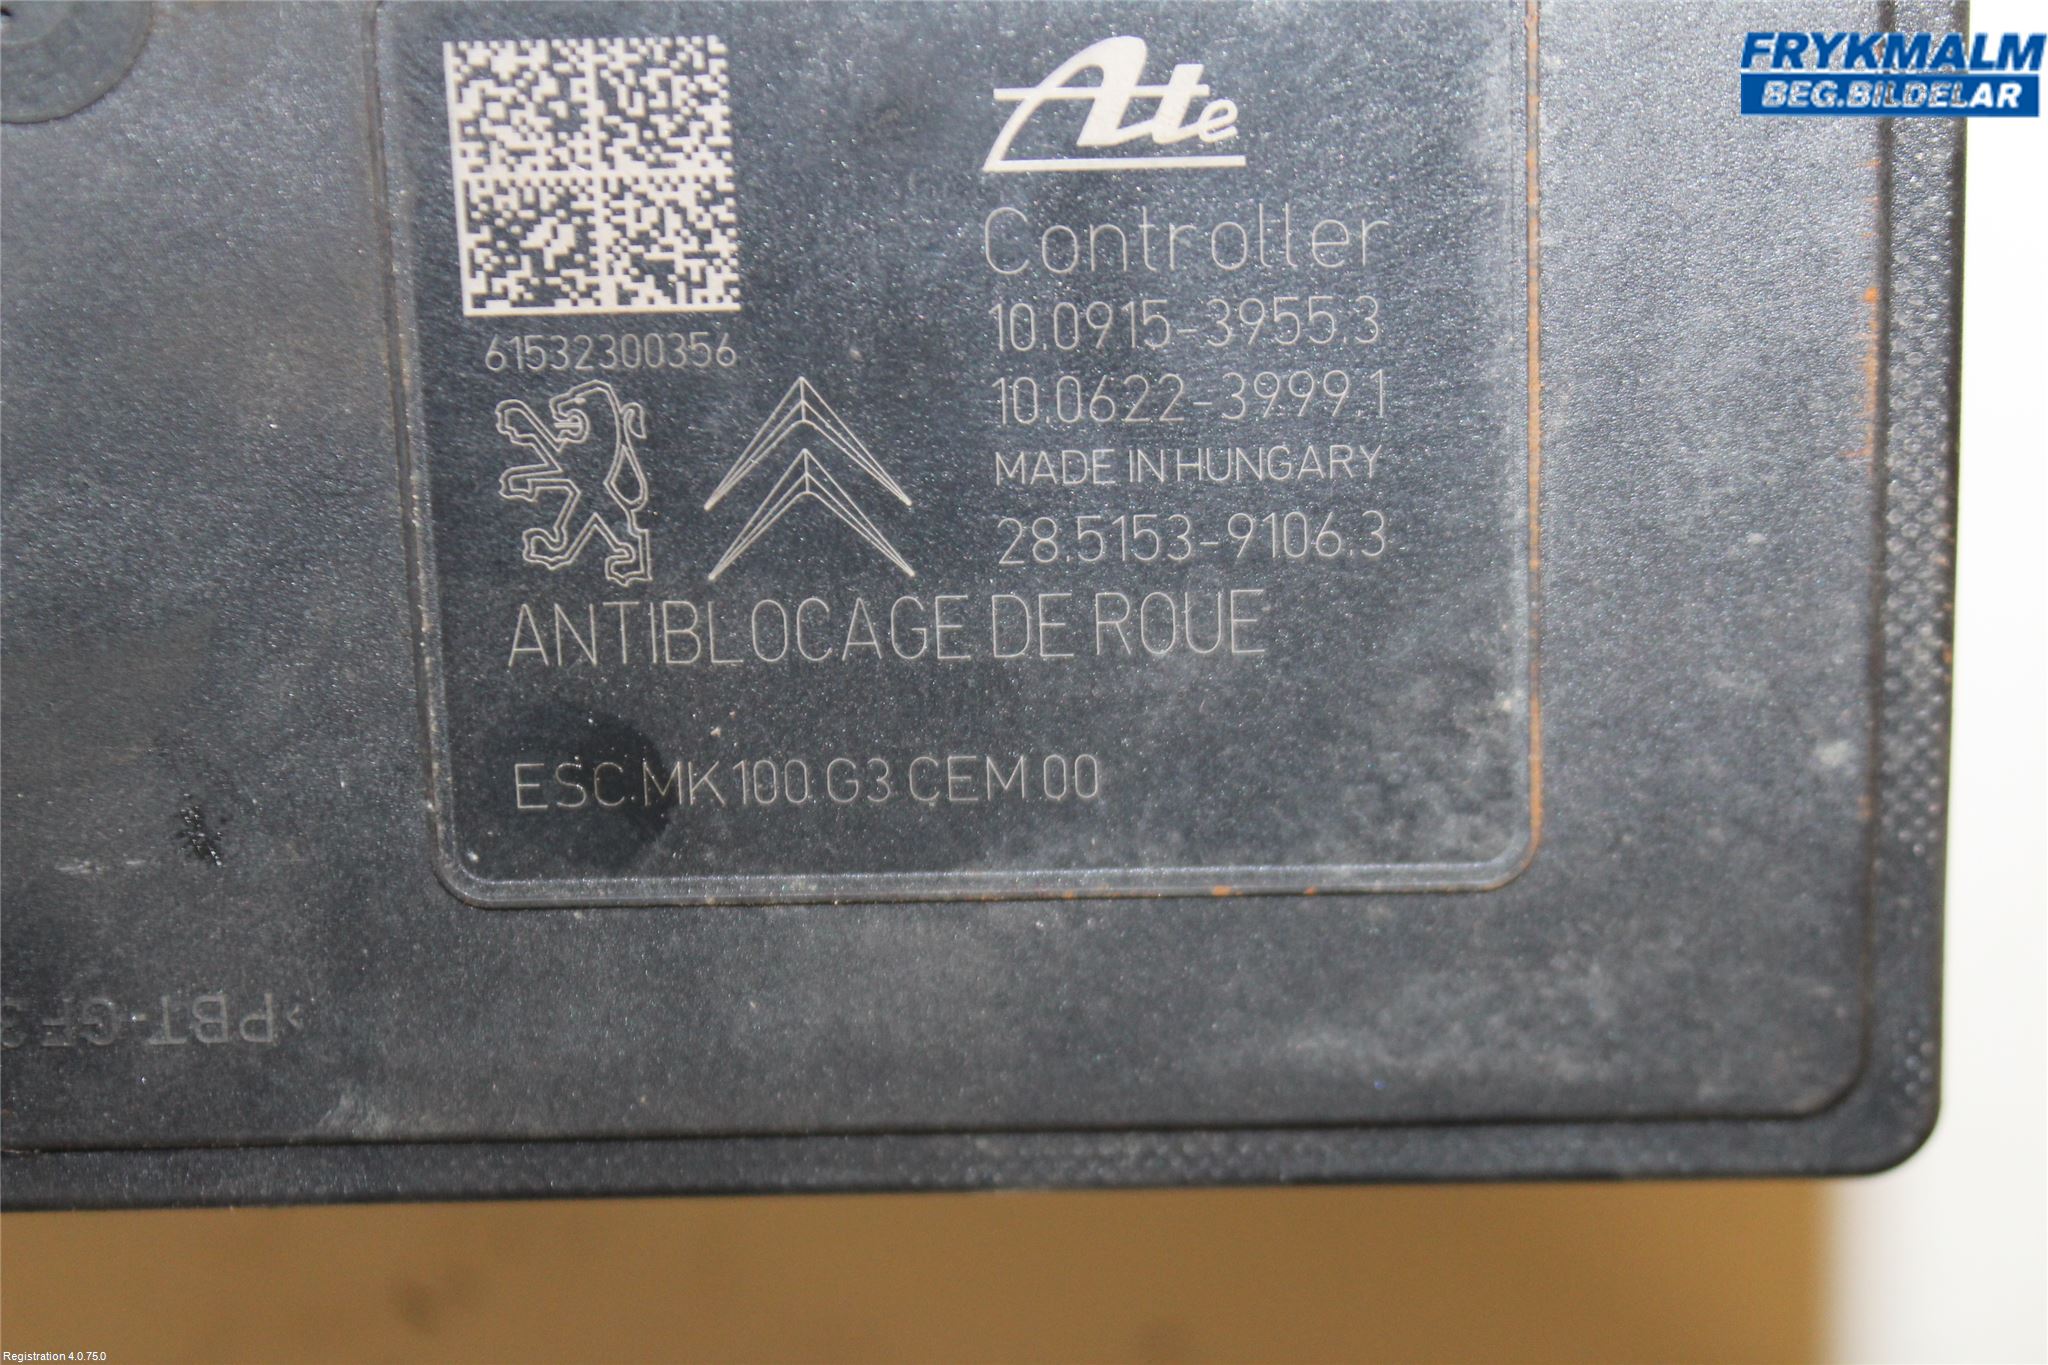 FRYKMALM
BEG.BILDELAR
Ate
Controller
10.0915-3955.3
10.0622-3999.1
MADE IN HUNGARY
28.5153-9106.3
61532300356
ANTIBLOCAGE DE ROUE
ESC.MK100 G3 CEM 00
>PBT-GF3
Registration 4.0.75.0